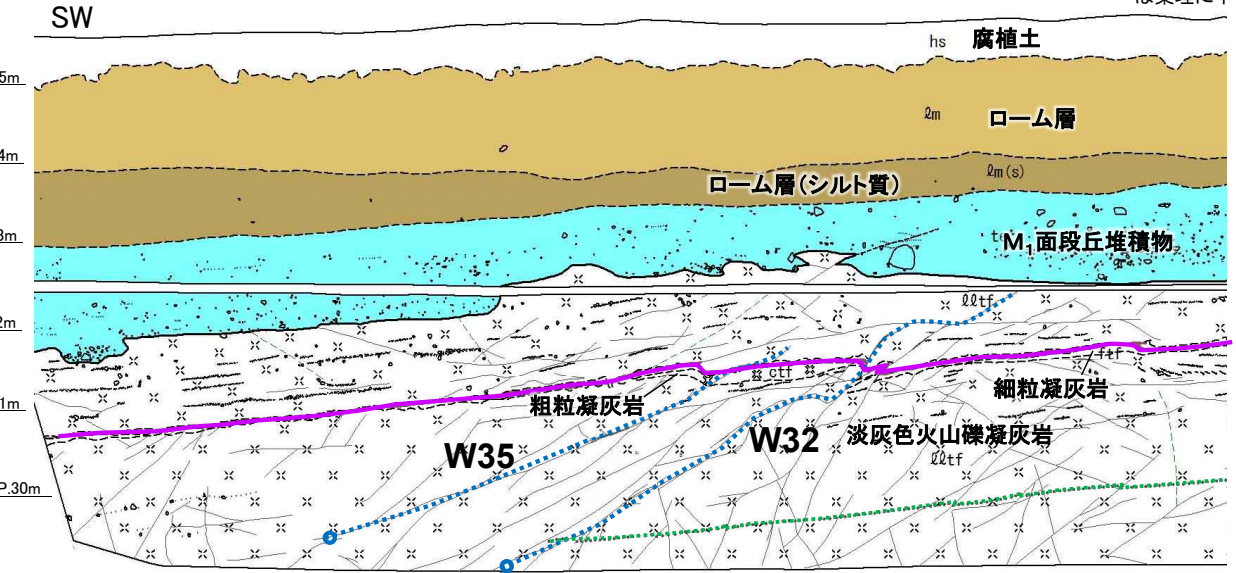 SW
hs 腐植土
5m
ℓm ローム層
4m
ℓm(s)
ローム層(シルト質)
3m
M₁面段丘堆積物
ℓℓtf
2m
ftf
ctf
細粒凝灰岩
粗粒凝灰岩
1m
W35
W32
淡灰色火山礫凝灰岩
ℓℓtf
P.30m